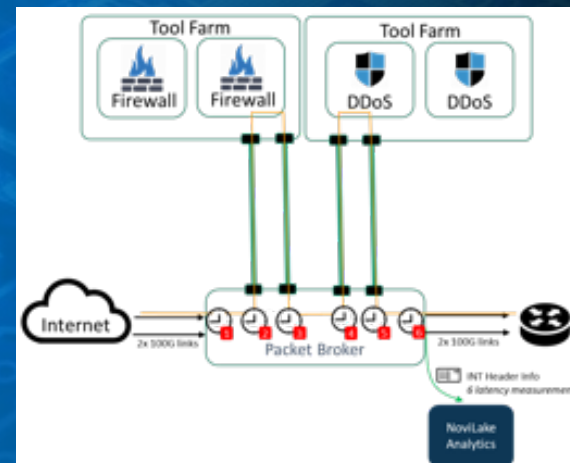 Tool Farm
Tool Farm
Firewall
Firewall
DDoS
DDoS
Internet
2x 100G links
1
2
3
4
5
6
Packet Broker
2x 100G links
INT Header Info
6 latency measurement
NoviLake
Analytics